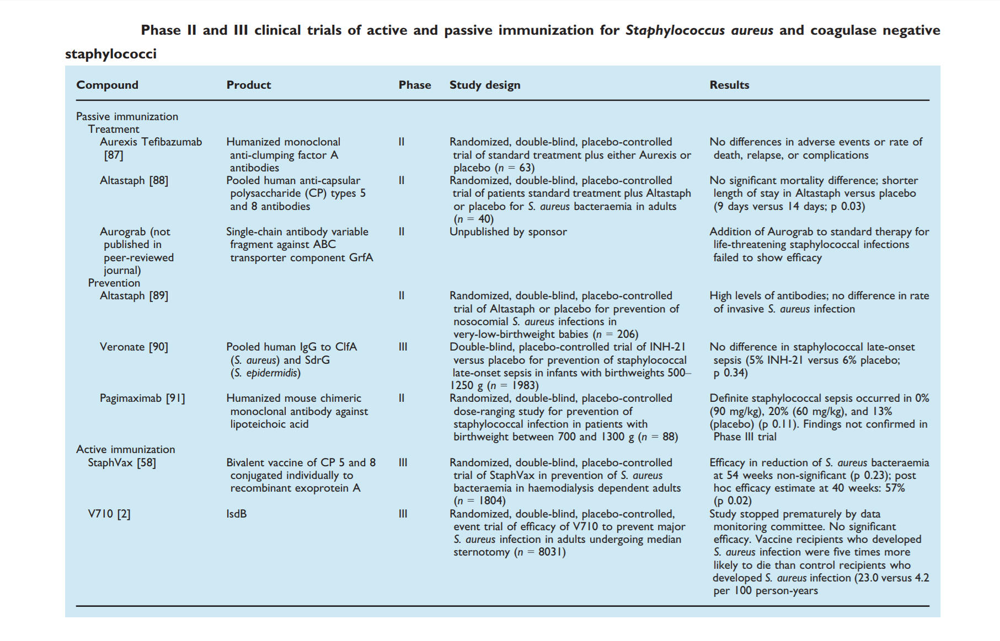 Phase II and III clinical trials of active and passive immunization for Staphylococcus aureus and coagulase negative
staphylococci
Compound Product Phase Study design Results
Passive immunization
Treatment
Aurexis Tefibazumab
[87]
Humanized monoclonal
anti-clumping factor A
antibodies
II
Randomized, double-blind, placebo-controlled
trial of standard treatment plus either Aurexis or
placebo (n = 63)
No differences in adverse events or rate of
death, relapse, or complications
Altastaph [88]
Pooled human anti-capsular
polysaccharide (CP) types 5
and 8 antibodies
II
Randomized, double-blind, placebo-controlled
trial of patients standard treatment plus Altastaph
or placebo for S. aureus bacteraemia in adults
(n = 40)
No significant mortality difference; shorter
length of stay in Altastaph versus placebo
(9 days versus 14 days; p 0.03)
Aurograb (not
published in
peer-reviewed
journal)
Single-chain antibody variable
fragment against ABC
transporter component GrfA
II
Unpublished by sponsor
Addition of Aurograb to standard therapy for
life-threatening staphylococcal infections
failed to show efficacy
Prevention
Altastaph [89]
II
Randomized, double-blind, placebo-controlled
trial of Altastaph or placebo for prevention of
nosocomial S. aureus infections in
very-low-birthweight babies (n = 206)
High levels of antibodies; no difference in rate
of invasive S. aureus infection
Veronate [90]
Pooled human IgG to ClfA
(S. aureus) and SdrG
(S. epidermidis)
III
Double-blind, placebo-controlled trial of INH-21
versus placebo for prevention of staphylococcal
late-onset sepsis in infants with birthweights 500–
1250 g (n = 1983)
No difference in staphylococcal late-onset
sepsis (5% INH-21 versus 6% placebo;
p 0.34)
Pagimaximab [91]
Humanized mouse chimeric
monoclonal antibody against
lipoteichoic acid
II
Randomized, double-blind, placebo-controlled
dose-ranging study for prevention of
staphylococcal infection in patients with
birthweight between 700 and 1300 g (n = 88)
Definite staphylococcal sepsis occurred in 0%
(90 mg/kg), 20% (60 mg/kg), and 13%
(placebo) (p 0.11). Findings not confirmed in
Phase III trial
Active immunization
StaphVax [58]
Bivalent vaccine of CP 5 and 8
conjugated individually to
recombinant exoprotein A
III
Randomized, double-blind, placebo-controlled
trial of StaphVax in prevention of S. aureus
bacteraemia in haemodialysis dependent adults
(n = 1804)
Efficacy in reduction of S. aureus bacteraemia
at 54 weeks non-significant (p 0.23); post
hoc efficacy estimate at 40 weeks: 57%
(p 0.02)
V710 [2]
IsdB
III
Randomized, double-blind, placebo-controlled,
event trial of efficacy of V710 to prevent major
S. aureus infection in adults undergoing median
sternotomy (n = 8031)
Study stopped prematurely by data
monitoring committee. No significant
efficacy. Vaccine recipients who developed
S. aureus infection were five times more
likely to die than control recipients who
developed S. aureus infection (23.0 versus 4.2
per 100 person-years